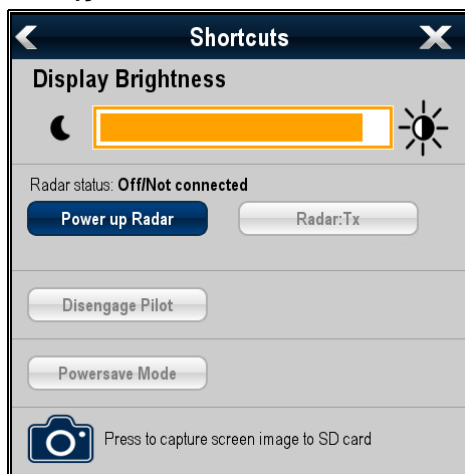 Shortcuts
Display Brightness
Radar status: Off/Not connected
Power up Radar
Radar:Tx
Disengage Pilot
Powersave Mode
Press to capture screen image to SD card